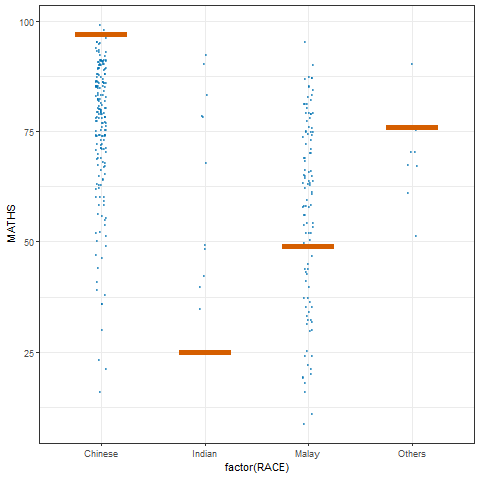 100
75
50
25
MATHS
Chinese
Indian
Malay
Others
factor(RACE)